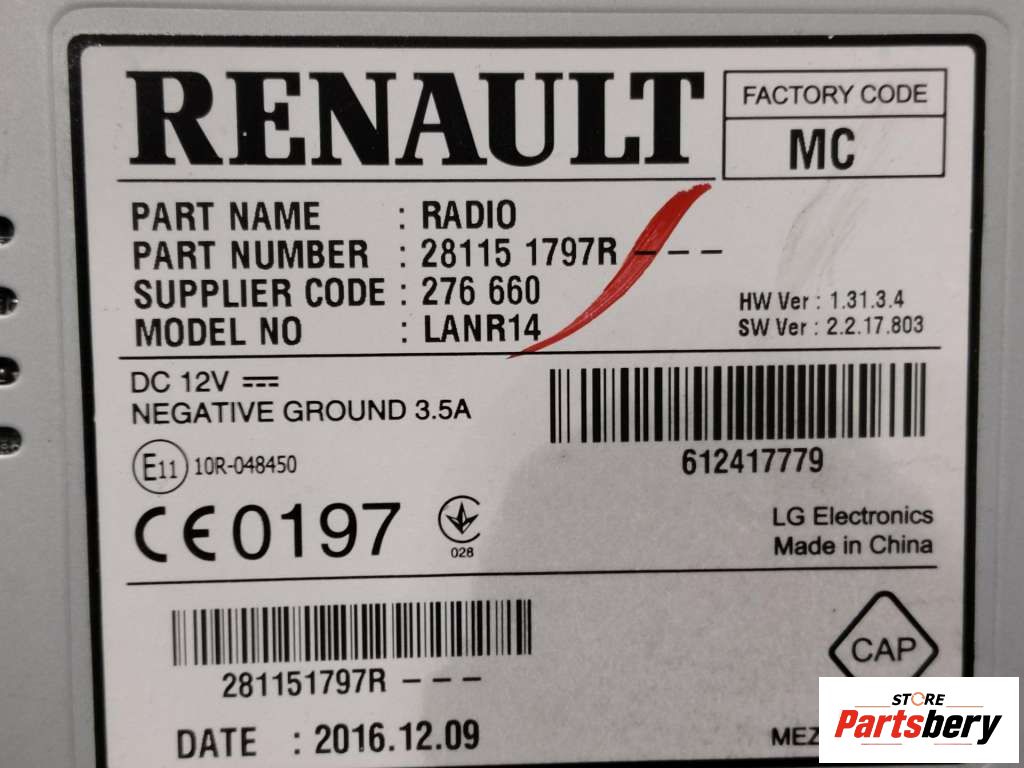 RENAULT
FACTORY CODE
MC
PART NAME : RADIO
PART NUMBER : 28115 1797R - - -
SUPPLIER CODE : 276 660
MODEL NO : LANR14
HW Ver : 1.31.3.4
SW Ver : 2.2.17.803
DC 12V
NEGATIVE GROUND 3.5A
612417779
E11 10R-048450
CE0197
028
LG Electronics
Made in China
281151797R - - -
CAP
DATE : 2016.12.09
MEZ
STORE
Partsbery